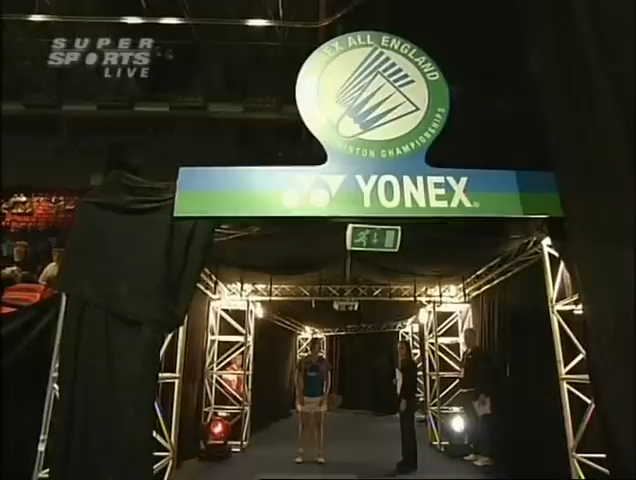 SUPER
SPORTS
LIVE
EX ALL ENGLAND
INTON CHAMPIONSHIPS
YONEX